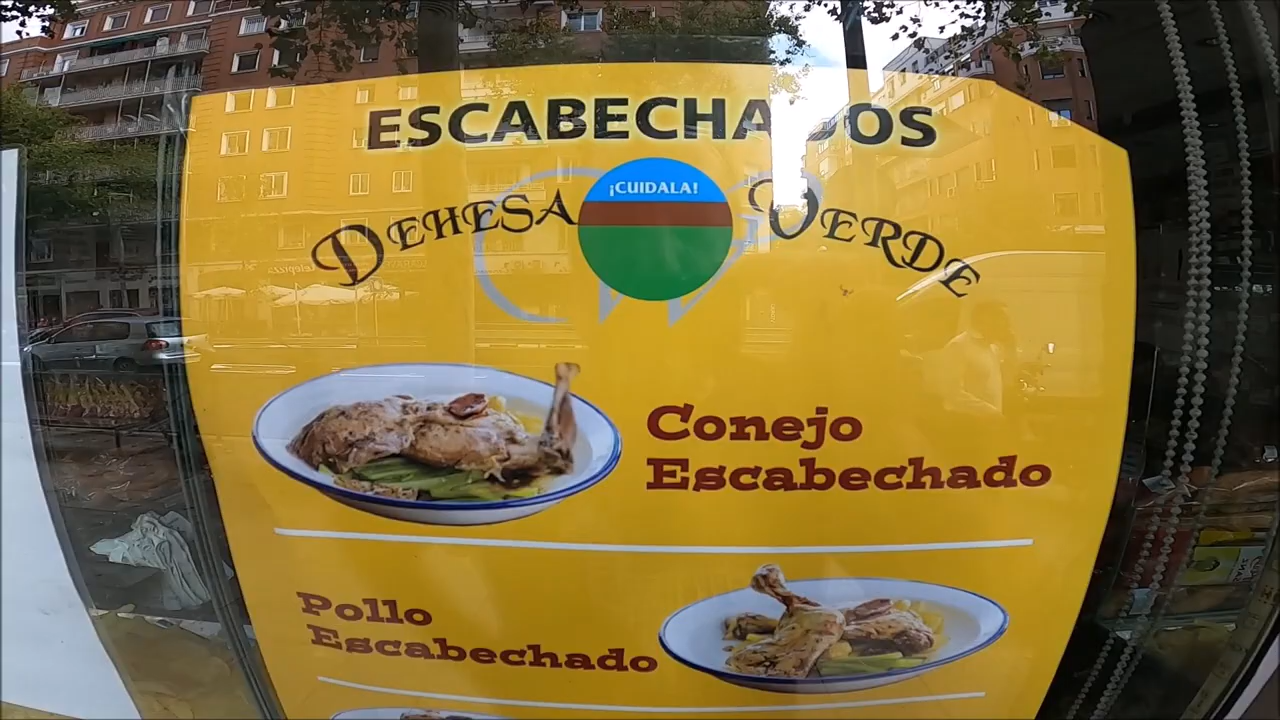 ESCABECHADOS
¡CUIDALA!
DEHESA VERDE
Conejo
Escabechado
Pollo
Escabechado